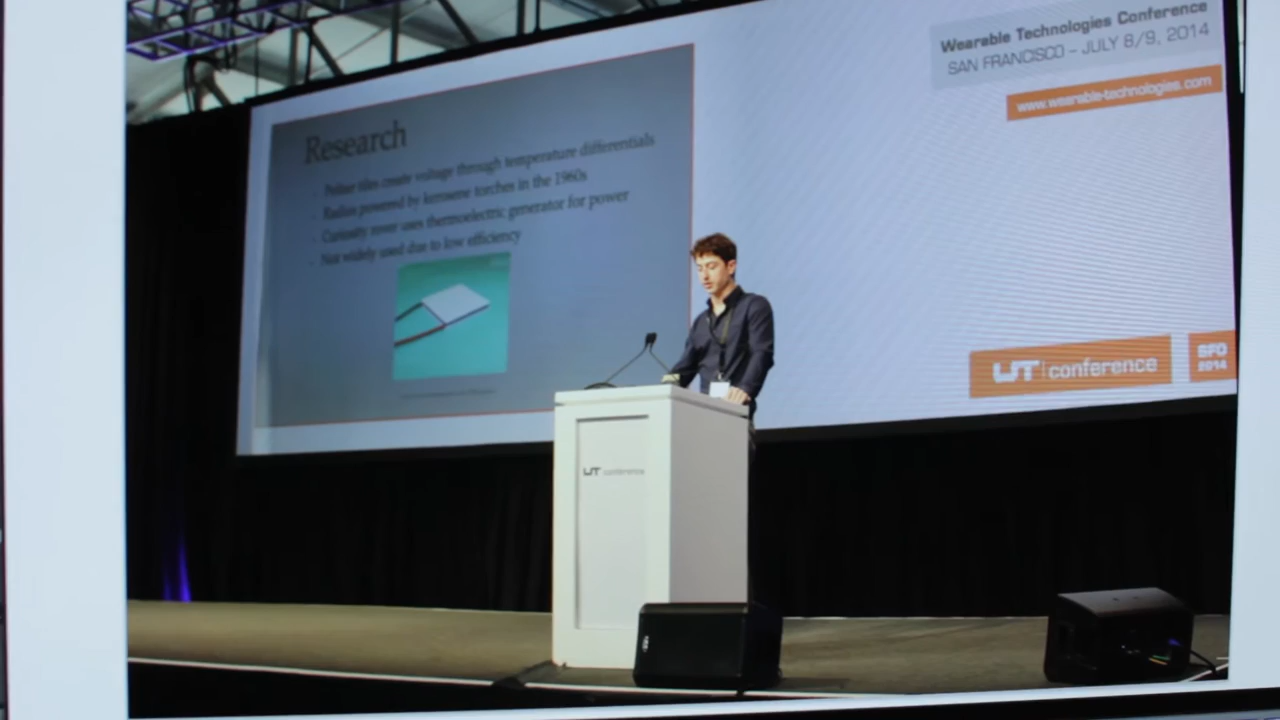 Wearable Technologies Conference
SAN FRANCISCO – JULY 8/9, 2014
www.wearable-technologies.com
Research
Peltier tiles create voltage through temperature differentials
Radios powered by kerosene torches in the 1960s
Curiosity rover uses thermoelectric generator for power
Not widely used due to low efficiency
WT | conference
SFO
2014
WT conference